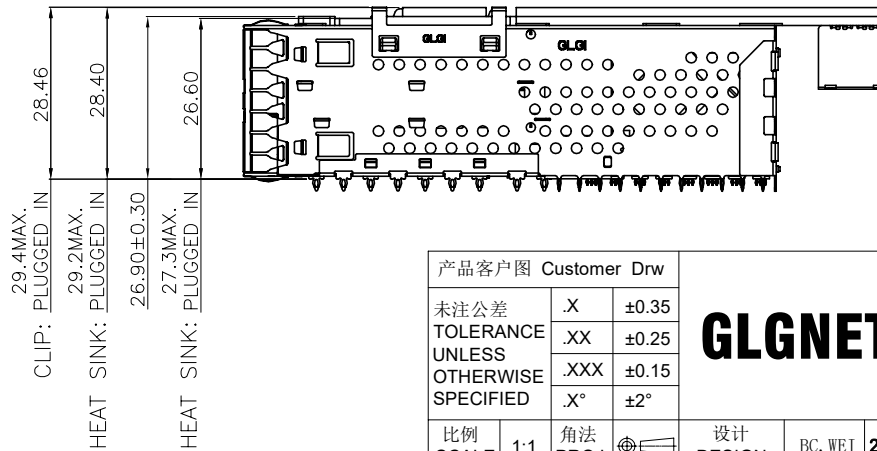 GLGI
GLGI
28.46
28.40
26.60
29.4MAX.
CLIP: PLUGGED IN
29.2MAX.
HEAT SINK: PLUGGED IN
26.90±0.30
27.3MAX.
HEAT SINK: PLUGGED IN
产品客户图 Customer Drw
未注公差
TOLERANCE
UNLESS
OTHERWISE
SPECIFIED
.X ±0.35
.XX ±0.25
.XXX ±0.15
.X° ±2°
GLGNET
比例
1:1
角法
设计
BC.WEI